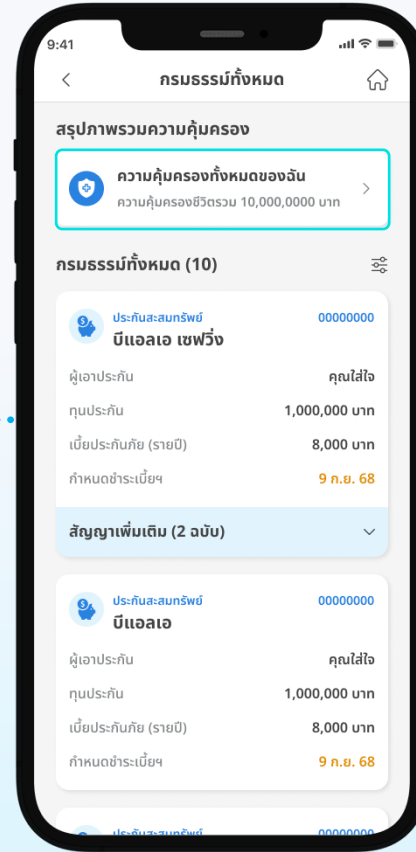 9:41
กรมธรรม์ทั้งหมด
สรุปภาพรวมความคุ้มครอง
ความคุ้มครองทั้งหมดของฉัน
ความคุ้มครองชีวิตรวม 10,000,0000 บาท
กรมธรรม์ทั้งหมด (10)
ประกันสะสมทรัพย์ 00000000
บีแอลเอ เซฟวิ่ง
ผู้เอาประกัน คุณใส่ใจ
ทุนประกัน 1,000,000 บาท
เบี้ยประกันภัย (รายปี) 8,000 บาท
กำหนดชำระเบี้ยฯ 9 ก.ย. 68
สัญญาเพิ่มเติม (2 ฉบับ)
ประกันสะสมทรัพย์ 00000000
บีแอลเอ
ผู้เอาประกัน คุณใส่ใจ
ทุนประกัน 1,000,000 บาท
เบี้ยประกันภัย (รายปี) 8,000 บาท
กำหนดชำระเบี้ยฯ 9 ก.ย. 68
ประกันสะสมทรัพย์ 00000000